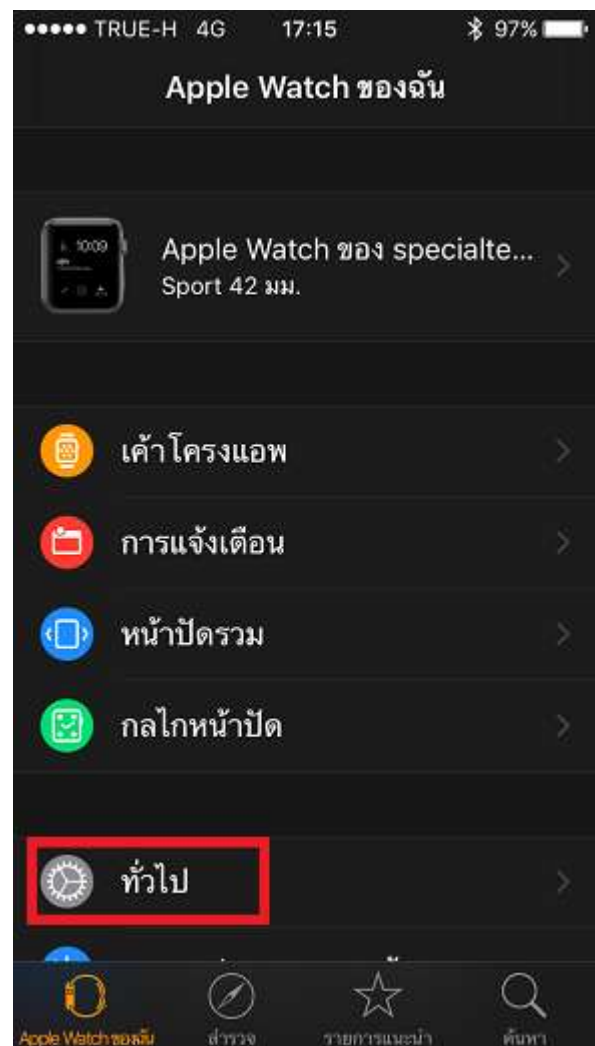 TRUE-H 4G 17:15 97%
Apple Watch ของฉัน
10:09
Apple Watch ของ specialte...
Sport 42 มม.
เค้าโครงแอพ
การแจ้งเตือน
หน้าปัดรวม
กลไกหน้าปัด
ทั่วไป
Apple Watch ของฉัน สำรวจ รายการแนะนำ ค้นหา